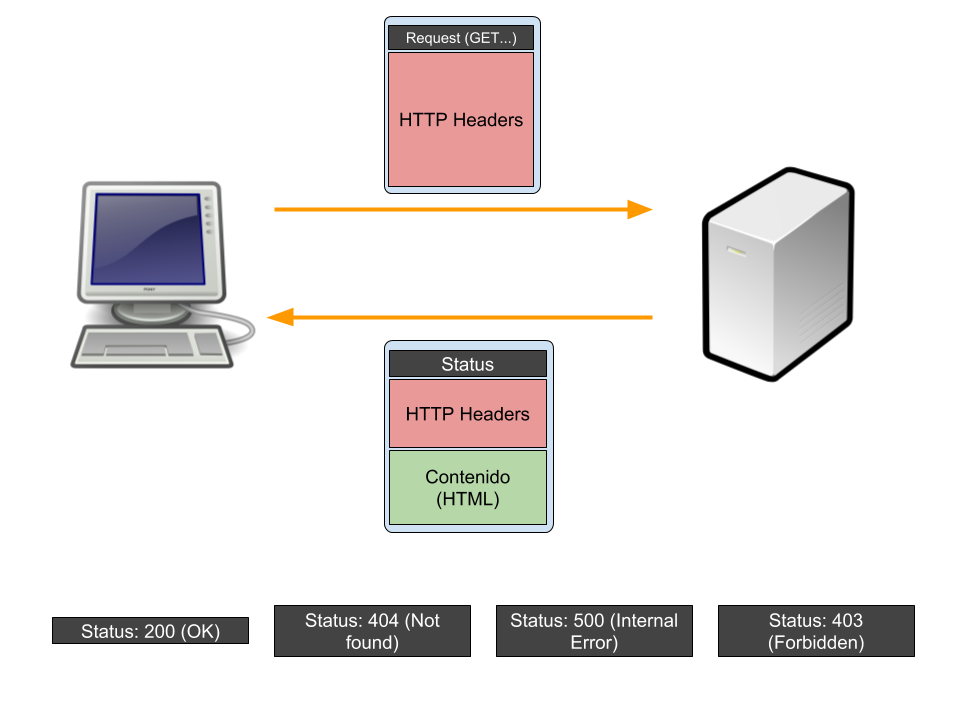 Request (GET...)
HTTP Headers
Status
HTTP Headers
Contenido
(HTML)
Status: 200 (OK)
Status: 404 (Not
found)
Status: 500 (Internal
Error)
Status: 403
(Forbidden)